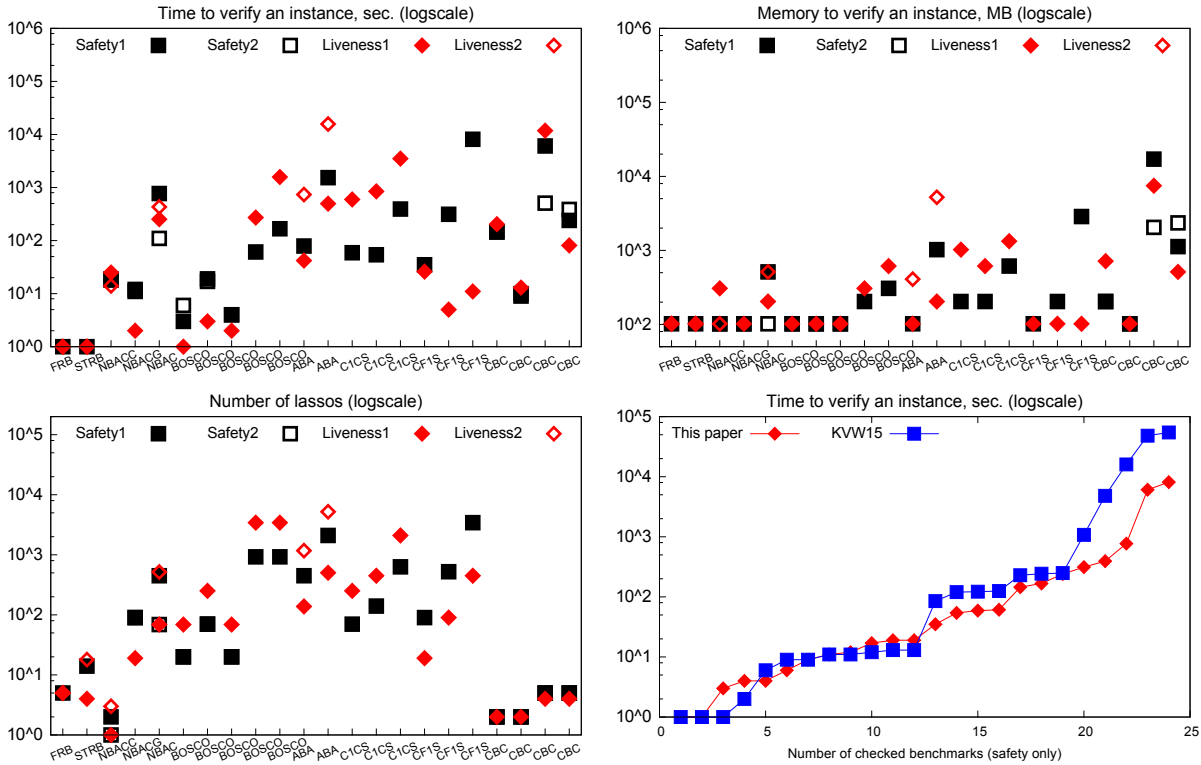 Time to verify an instance, sec. (logscale)
Safety1 Safety2 Liveness1 Liveness2
10^6
10^5
10^4
10^3
10^2
10^1
10^0
FRB STRB NBACC NBACG NBAC BOSCO BOSCO BOSCO BOSCO BOSCO ABA ABA C1CS C1CS C1CS CF1S CF1S CF1S CBC CBC CBC CBC
Memory to verify an instance, MB (logscale)
Safety1 Safety2 Liveness1 Liveness2
10^6
10^5
10^4
10^3
10^2
FRB STRB NBACC NBACG NBAC BOSCO BOSCO BOSCO BOSCO BOSCO ABA ABA C1CS C1CS C1CS CF1S CF1S CF1S CBC CBC CBC CBC
Number of lassos (logscale)
Safety1 Safety2 Liveness1 Liveness2
10^5
10^4
10^3
10^2
10^1
10^0
FRB STRB NBACC NBACG NBAC BOSCO BOSCO BOSCO BOSCO BOSCO ABA ABA C1CS C1CS C1CS CF1S CF1S CF1S CBC CBC CBC CBC
Time to verify an instance, sec. (logscale)
This paper KVW15
10^5
10^4
10^3
10^2
10^1
10^0
0 5 10 15 20 25
Number of checked benchmarks (safety only)